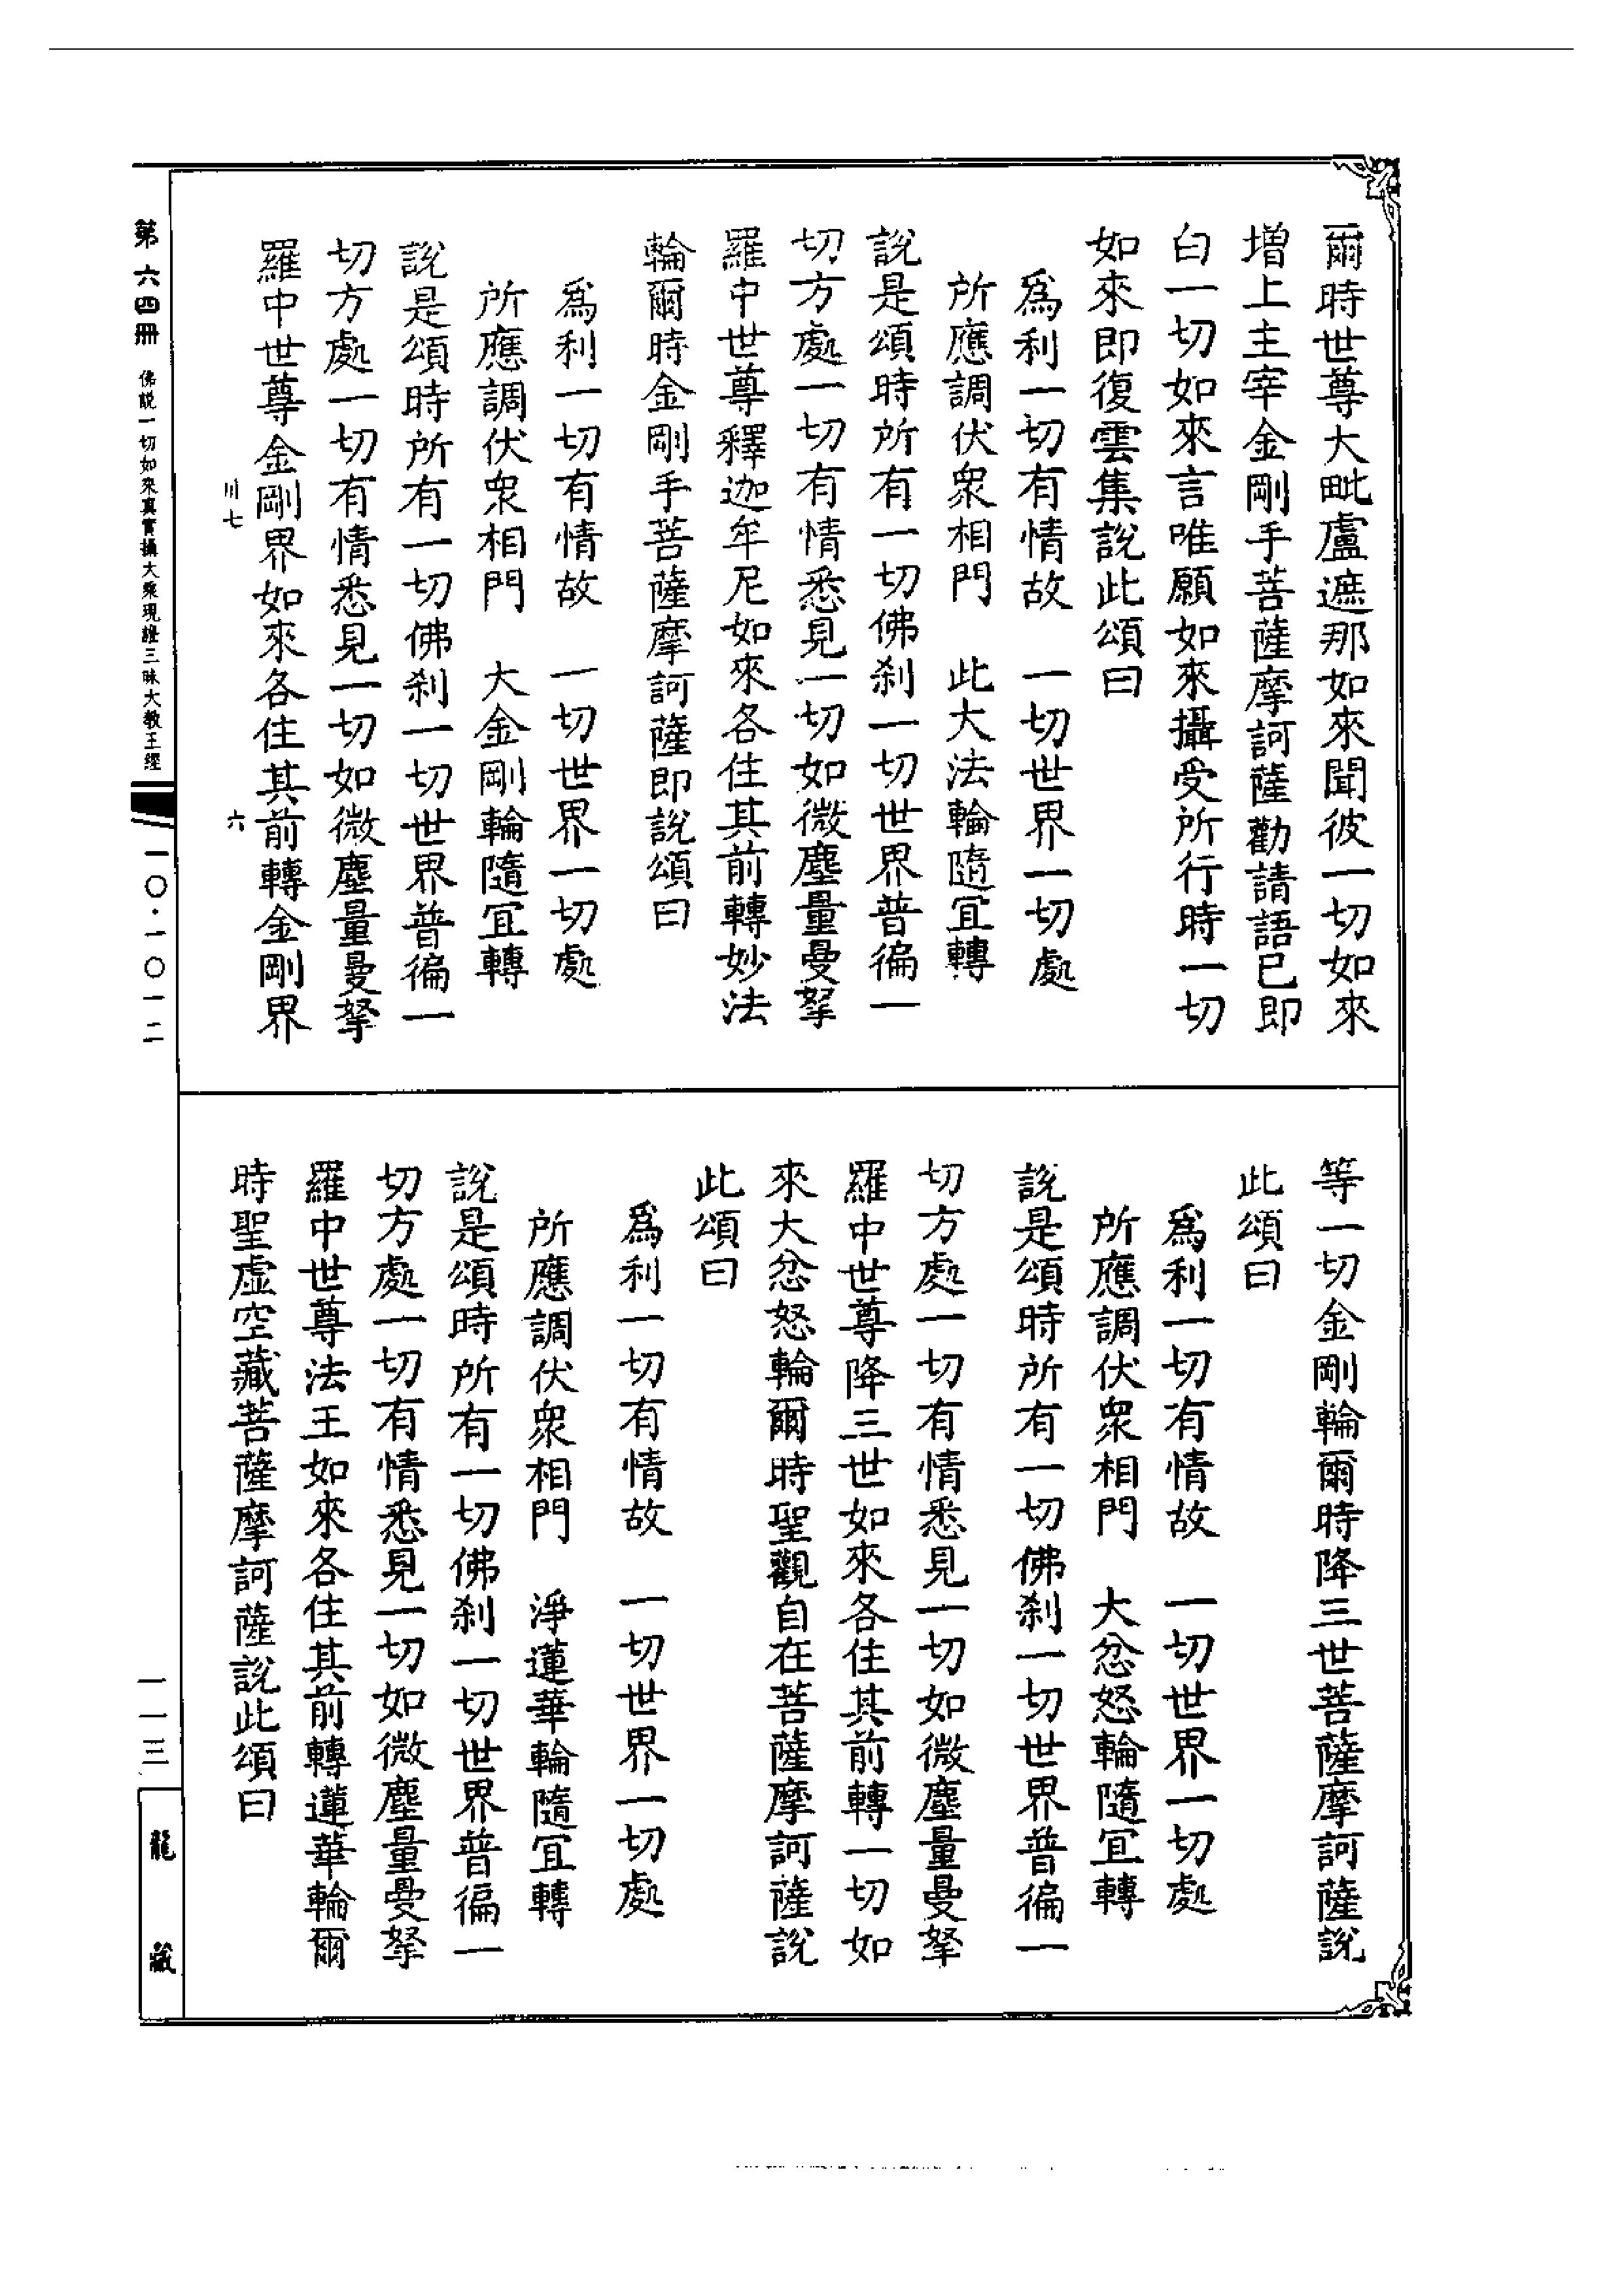 爾時世尊大毗盧遮那如來聞彼一切如來
增上主宰金剛手菩薩摩訶薩勸請語已即
白一切如來言唯願如來攝受所行時一切
如來即復雲集說此頌曰
為利一切有情故　一切世界一切處
所應調伏衆相門　此大法輪隨宜轉
說是頌時所有一切佛剎一切世界普徧一
切方處一切有情悉見一切如微塵量曼拏
羅中世尊釋迦牟尼如來各住其前轉妙法
輪爾時金剛手菩薩摩訶薩即說頌曰
為利一切有情故　一切世界一切處
所應調伏衆相門　大金剛輪隨宜轉
說是頌時所有一切佛剎一切世界普徧一
切方處一切有情悉見一切如微塵量曼拏
羅中世尊金剛界如來各住其前轉金剛界
川七　六
等一切金剛輪爾時降三世菩薩摩訶薩說
此頌曰
為利一切有情故　一切世界一切處
所應調伏衆相門　大忿怒輪隨宜轉
說是頌時所有一切佛剎一切世界普徧一
切方處一切有情悉見一切如微塵量曼拏
羅中世尊降三世如來各住其前轉一切如
來大忿怒輪爾時聖觀自在菩薩摩訶薩說
此頌曰
為利一切有情故　一切世界一切處
所應調伏衆相門　淨蓮華輪隨宜轉
說是頌時所有一切佛剎一切世界普徧一
切方處一切有情悉見一切如微塵量曼拏
羅中世尊法王如來各住其前轉蓮華輪爾
時聖虛空藏菩薩摩訶薩說此頌曰
第六四冊　佛說一切如來真實攝大乘現證三昧大教王經　一〇·一〇一二
一一三　龍藏